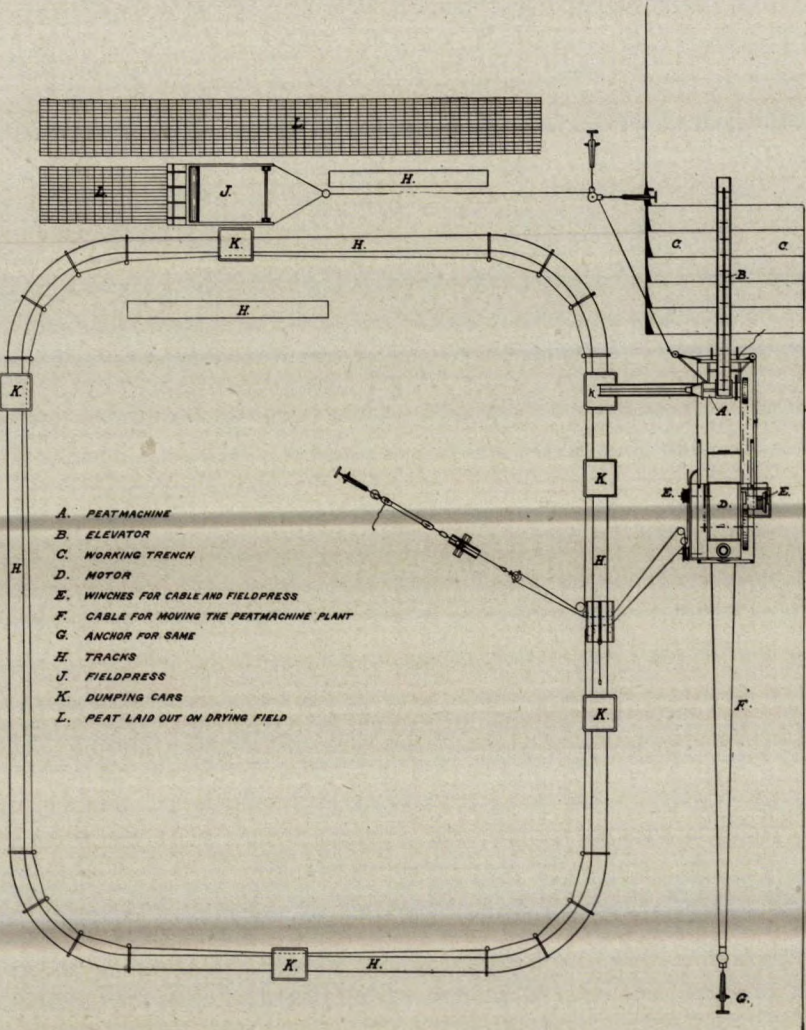 L.
L.
J.
H.
K.
H.
C.
C.
B.
H.
K.
K
A.
K.
E.
D.
E.
A. PEATMACHINE
B. ELEVATOR
C. WORKING TRENCH
D. MOTOR
E. WINCHES FOR CABLE AND FIELDPRESS
F. CABLE FOR MOVING THE PEATMACHINE PLANT
G. ANCHOR FOR SAME
H. TRACKS
J. FIELDPRESS
K. DUMPING CARS
L. PEAT LAID OUT ON DRYING FIELD
H
H
K.
F.
K.
H.
G.